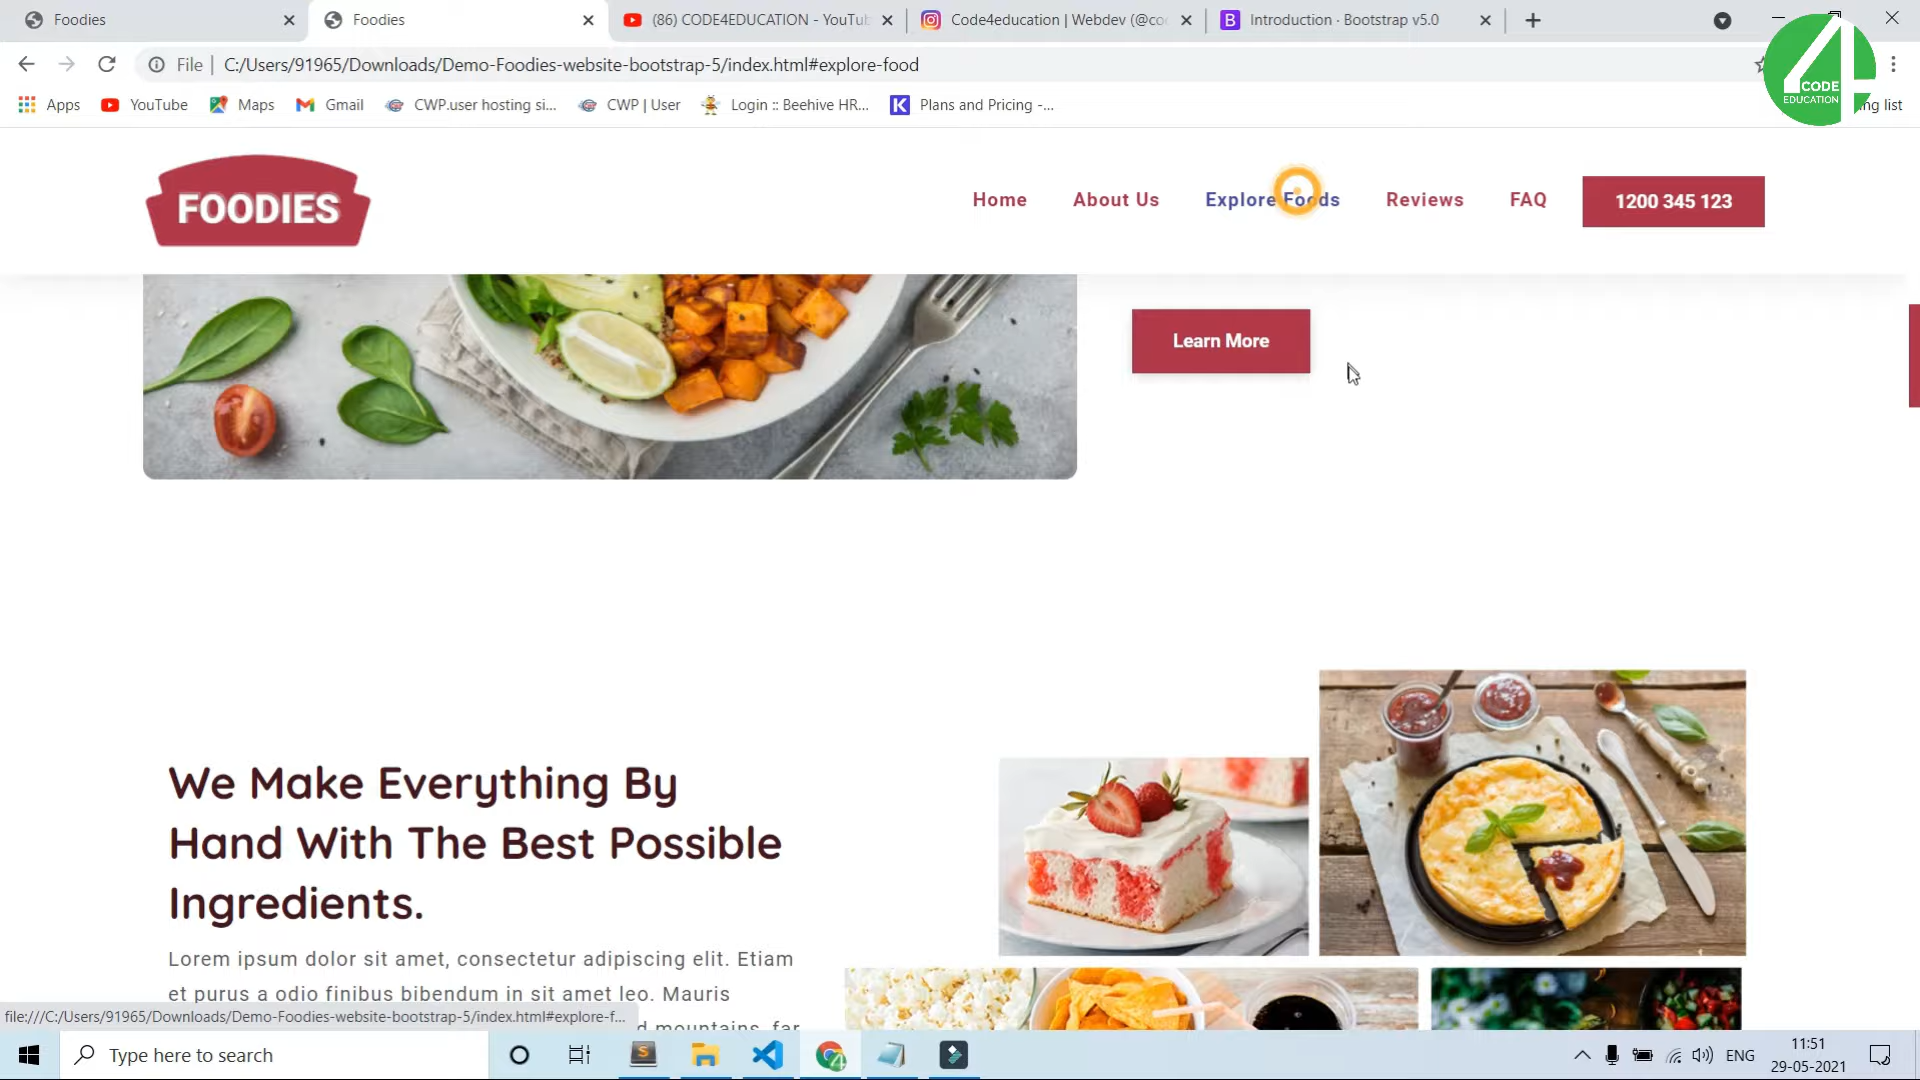 Foodies
Foodies
(86) CODE4EDUCATION - YouTub
Code4education | Webdev (@co
Introduction · Bootstrap v5.0
File | C:/Users/91965/Downloads/Demo-Foodies-website-bootstrap-5/index.html#explore-food
CODE
EDUCATION
Apps
YouTube
Maps
Gmail
CWP.user hosting si...
CWP | User
Login :: Beehive HR...
Plans and Pricing -...
list
FOODIES
Home
About Us
Explore Foods
Reviews
FAQ
1200 345 123
Learn More
We Make Everything By
Hand With The Best Possible
Ingredients.
Lorem ipsum dolor sit amet, consectetur adipiscing elit. Etiam
et purus a odio finibus bibendum in sit amet leo. Mauris
mountains, far
file:///C:/Users/91965/Downloads/Demo-Foodies-website-bootstrap-5/index.html#explore-f...
Type here to search
ENG
11:51
29-05-2021